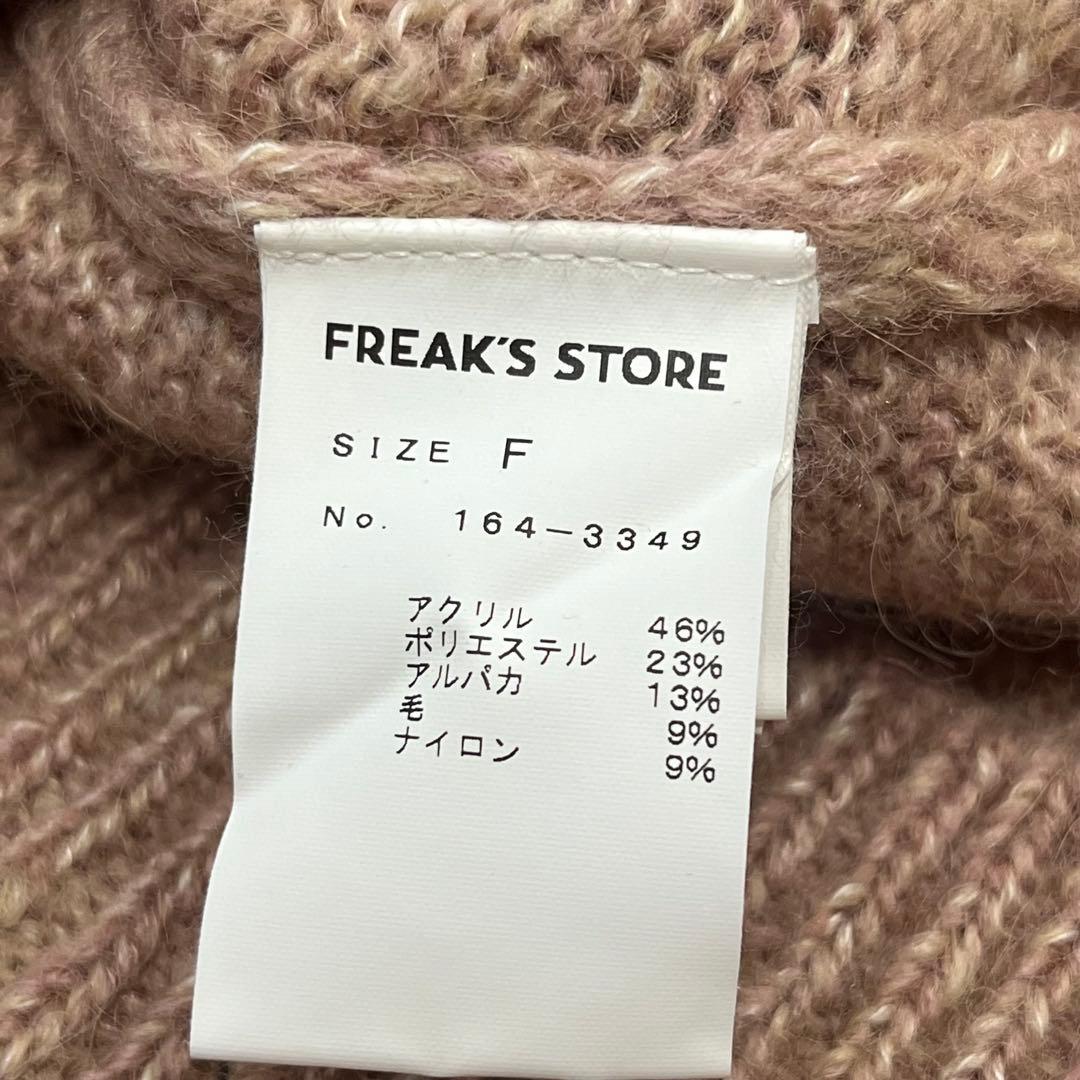 FREAK'S STORE
SIZE F
No. 164-3349
アクリル 46%
ポリエステル 23%
アルパカ 13%
毛 9%
ナイロン 9%